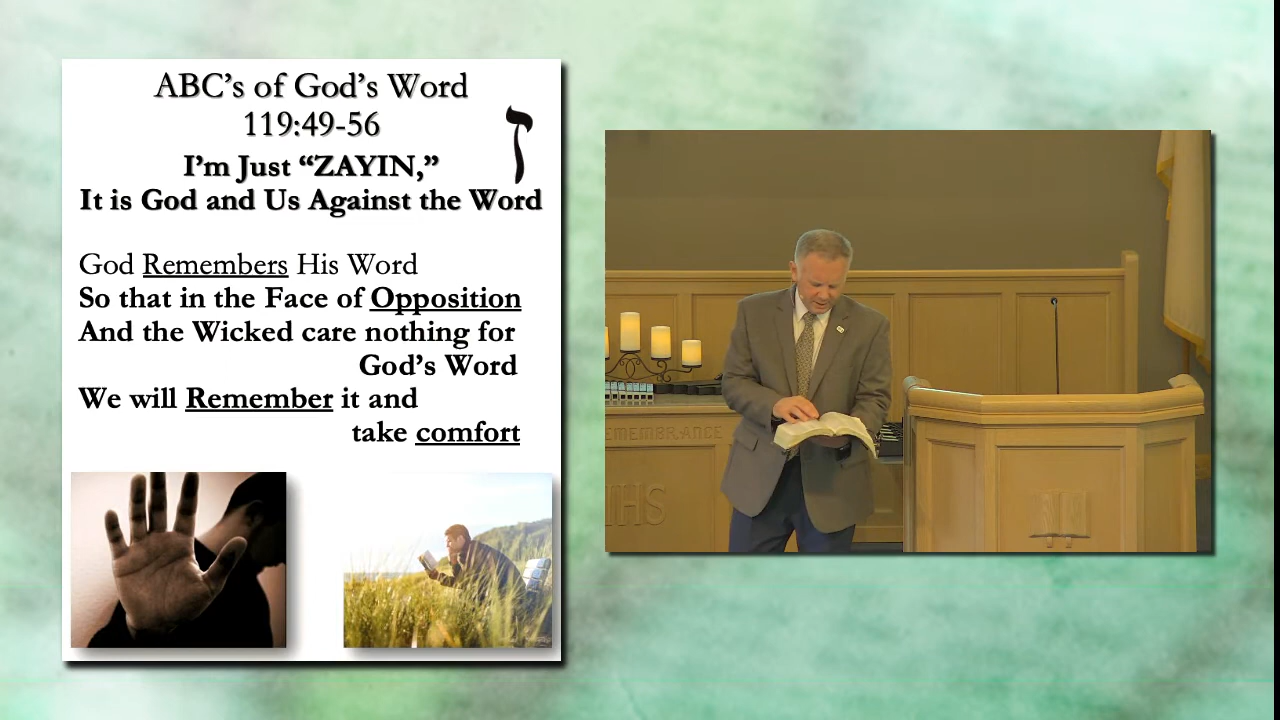 ABC’s of God’s Word
119:49-56
ז
I’m Just “ZAYIN,”
It is God and Us Against the Word
God Remembers His Word
So that in the Face of Opposition
And the Wicked care nothing for
God’s Word
We will Remember it and
take comfort
EMEMBRANCE
IHS